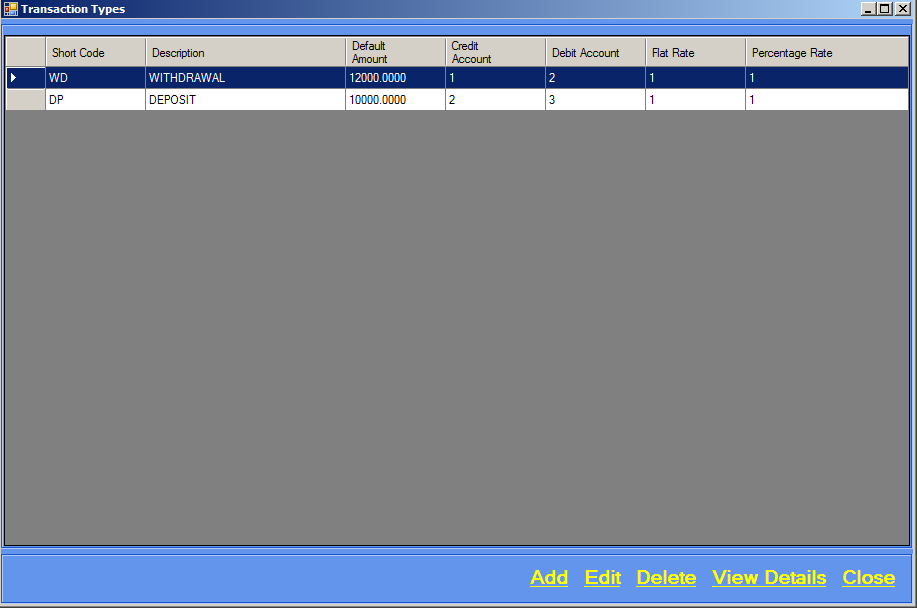 Transaction Types
Short Code Description Default Amount Credit Account Debit Account Flat Rate Percentage Rate
WD WITHDRAWAL 12000.0000 1 2 1 1
DP DEPOSIT 10000.0000 2 3 1 1
Add Edit Delete View Details Close